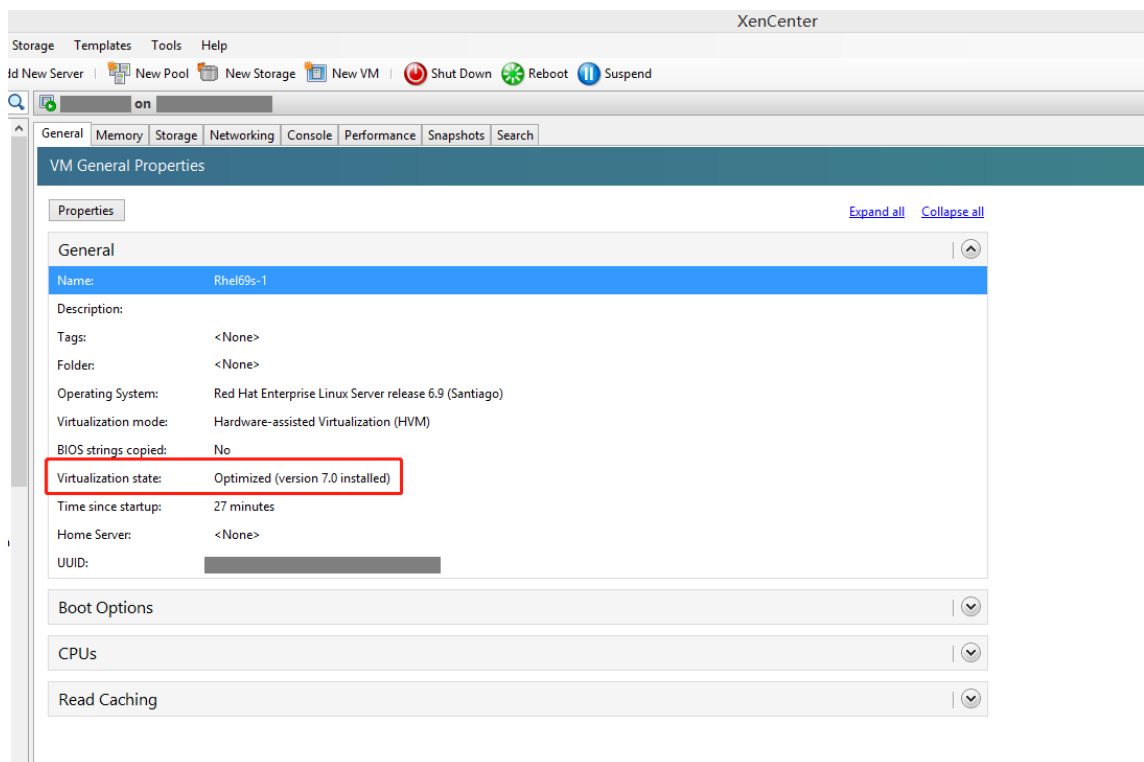 XenCenter
Storage Templates Tools Help
dd New Server New Pool New Storage New VM Shut Down Reboot Suspend
on
General Memory Storage Networking Console Performance Snapshots Search
VM General Properties
Properties Expand all Collapse all
General
Name: Rhel69s-1
Description:
Tags: <None>
Folder: <None>
Operating System: Red Hat Enterprise Linux Server release 6.9 (Santiago)
Virtualization mode: Hardware-assisted Virtualization (HVM)
BIOS strings copied: No
Virtualization state: Optimized (version 7.0 installed)
Time since startup: 27 minutes
Home Server: <None>
UUID:
Boot Options
CPUs
Read Caching